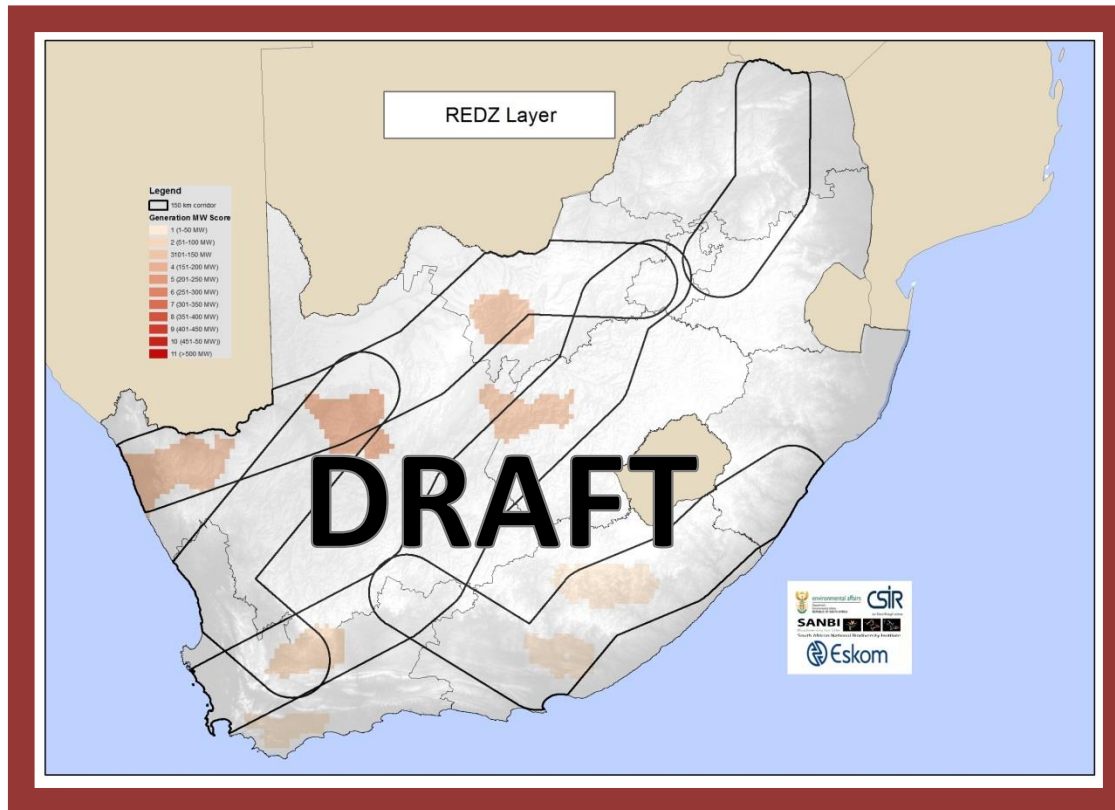 REDZ Layer
Legend
150 km corridor
Generation MW Score
1 (1-50 MW)
2 (51-100 MW)
3101-150 MW
4 (151-200 MW)
5 (201-250 MW)
6 (251-300 MW)
7 (301-350 MW)
8 (351-400 MW)
9 (401-450 MW)
10 (451-50 MW))
11 (>500 MW)
DRAFT
environmental affairs
CSIR
SANBI
South African National Biodiversity Institute
Eskom